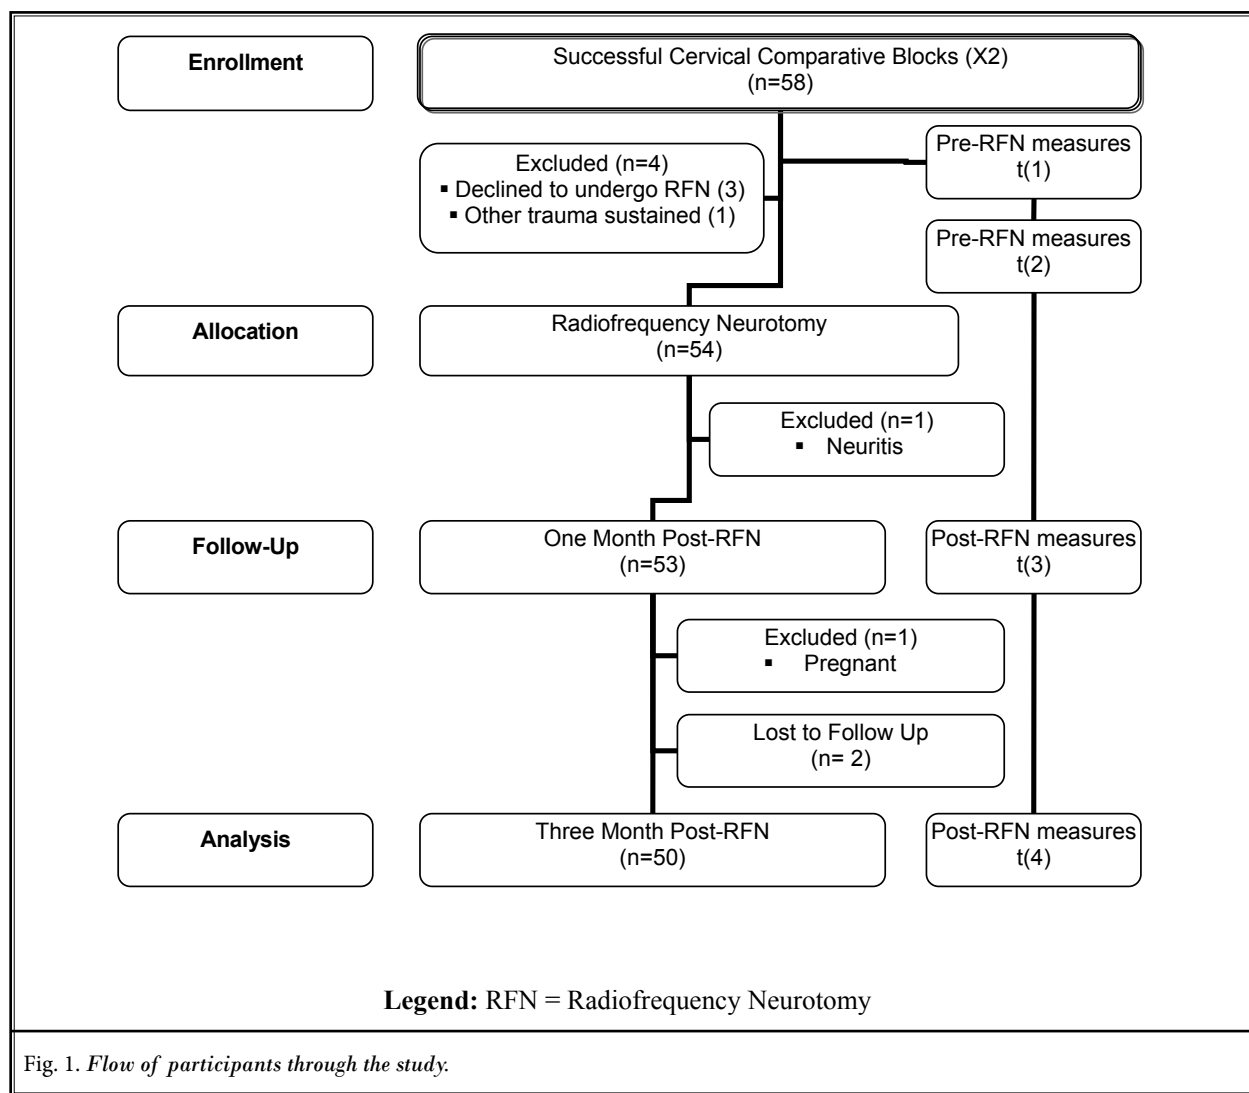 Enrollment
Successful Cervical Comparative Blocks (X2)
(n=58)
Excluded (n=4)
▪ Declined to undergo RFN (3)
▪ Other trauma sustained (1)
Pre-RFN measures
t(1)
Pre-RFN measures
t(2)
Allocation
Radiofrequency Neurotomy
(n=54)
Excluded (n=1)
▪ Neuritis
Follow-Up
One Month Post-RFN
(n=53)
Post-RFN measures
t(3)
Excluded (n=1)
▪ Pregnant
Lost to Follow Up
(n= 2)
Analysis
Three Month Post-RFN
(n=50)
Post-RFN measures
t(4)
Legend: RFN = Radiofrequency Neurotomy
Fig. 1. Flow of participants through the study.